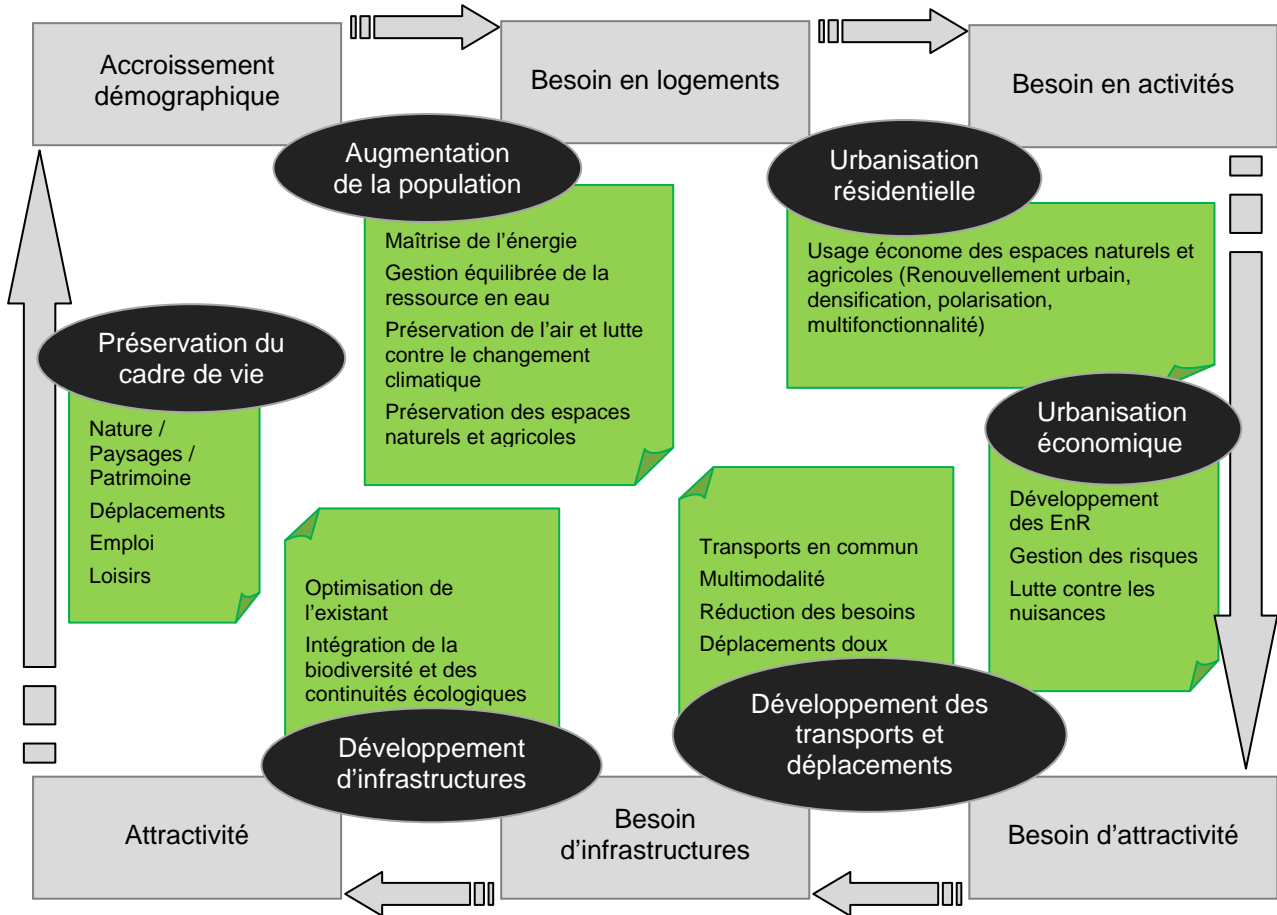 Accroissement
démographique
Besoin en logements
Besoin en activités
Augmentation
de la population
Urbanisation
résidentielle
Maîtrise de l’énergie
Gestion équilibrée de la
ressource en eau
Préservation de l’air et lutte
contre le changement
climatique
Préservation des espaces
naturels et agricoles
Usage économe des espaces naturels et
agricoles (Renouvellement urbain,
densification, polarisation,
multifonctionnalité)
Préservation du
cadre de vie
Nature /
Paysages /
Patrimoine
Déplacements
Emploi
Loisirs
Urbanisation
économique
Développement
des EnR
Gestion des risques
Lutte contre les
nuisances
Optimisation de
l’existant
Intégration de la
biodiversité et des
continuités écologiques
Transports en commun
Multimodalité
Réduction des besoins
Déplacements doux
Développement
d’infrastructures
Développement des
transports et
déplacements
Attractivité
Besoin
d’infrastructures
Besoin d’attractivité